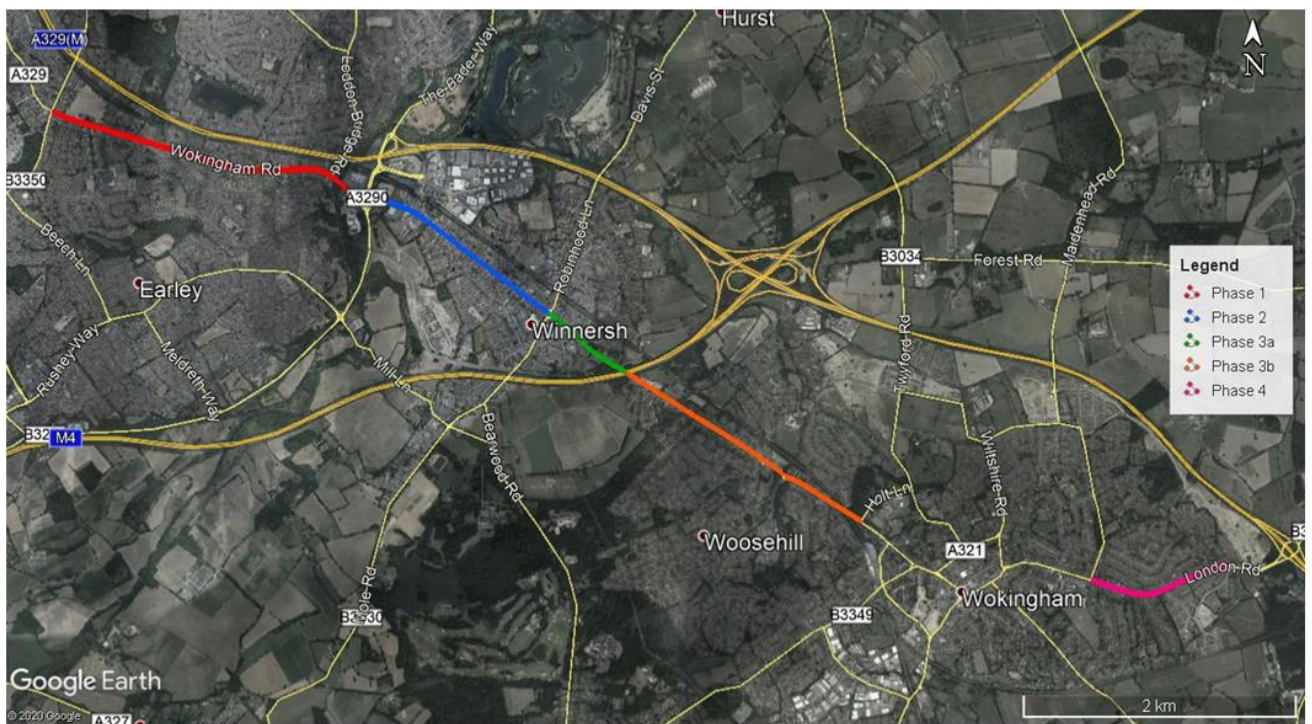 Hurst
A329(M)
A329
The Bader Way
Loddon Bridge Rd
Davis St
N
Wokingham Rd
B3350
A3290
Maidenhead Rd
Beech Ln
Robinhood Ln
B3034
Forest Rd
Earley
Legend
Phase 1
Phase 2
Phase 3a
Phase 3b
Phase 4
Winnersh
Twyford Rd
Rushey Way
Meldreth Way
Mill Ln
M4
Bearwood Rd
Wiltshire Rd
Holt Ln
Woosehill
A321
London Rd
Wokingham
B3349
Google Earth
© 2020 Google
A327
2 km